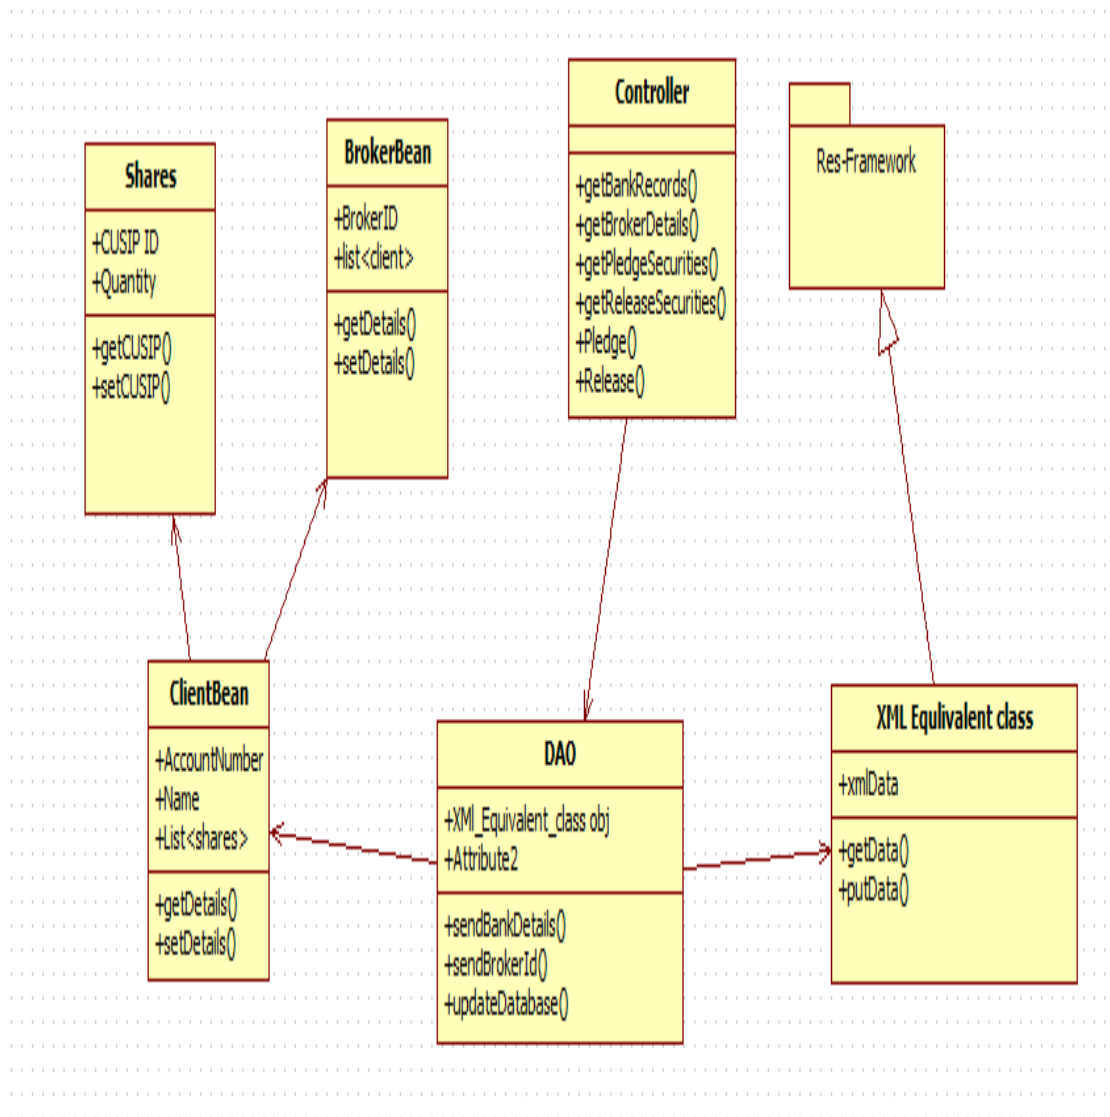 Shares
+CUSIP ID
+Quantity
+getCUSIP()
+setCUSIP()
BrokerBean
+BrokerID
+list<client>
+getDetails()
+setDetails()
Controller
+getBankRecords()
+getBrokerDetails()
+getPledgeSecurities()
+getReleaseSecurities()
+Pledge()
+Release()
Res-Framework
ClientBean
+AccountNumber
+Name
+List<shares>
+getDetails()
+setDetails()
DAO
+XMl_Equivalent_class obj
+Attribute2
+sendBankDetails()
+sendBrokerId()
+updateDatabase()
XML Equlivalent class
+xmlData
+getData()
+putData()